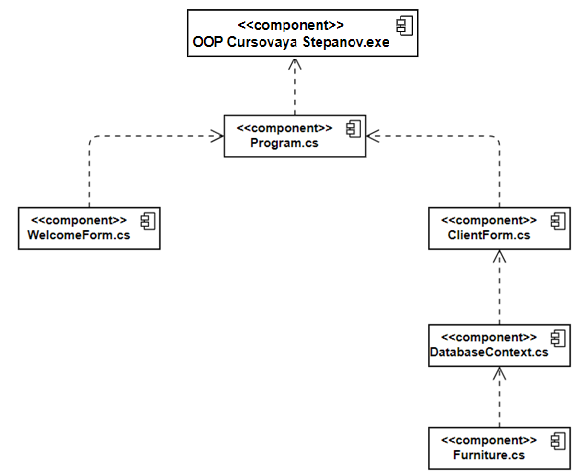 <<component>>
OOP Cursovaya Stepanov.exe
<<component>>
Program.cs
<<component>>
WelcomeForm.cs
<<component>>
ClientForm.cs
<<component>>
DatabaseContext.cs
<<component>>
Furniture.cs